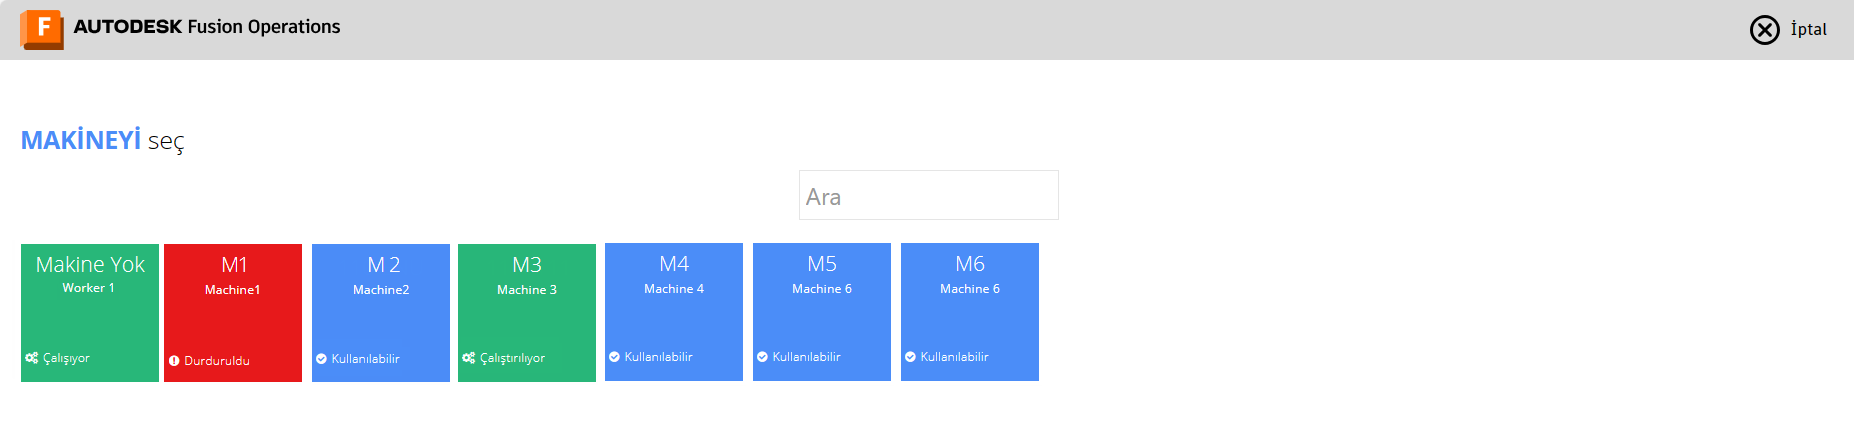 AUTODESK Fusion Operations
İptal
MAKİNEYİ seç
Ara
Makine Yok
Worker 1
Çalışıyor
M1
Machine1
Durduruldu
M 2
Machine2
Kullanılabilir
M3
Machine 3
Çalıştırılıyor
M4
Machine 4
Kullanılabilir
M5
Machine 6
Kullanılabilir
M6
Machine 6
Kullanılabilir